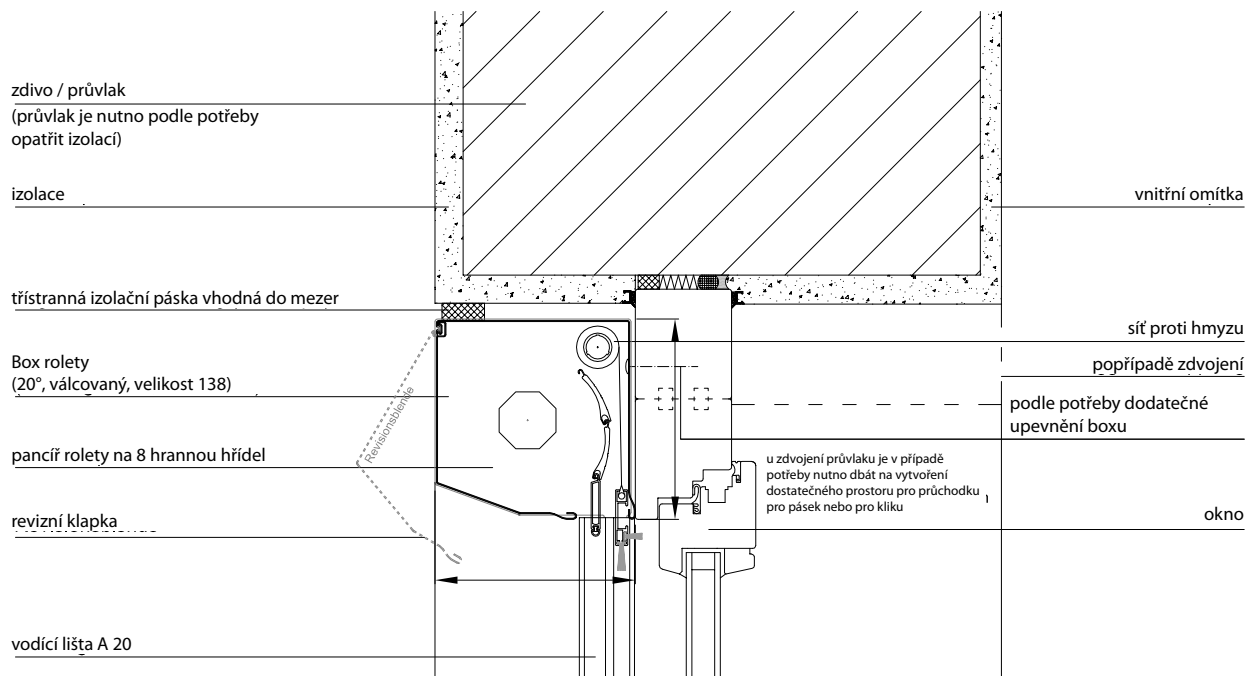 zdivo / průvlak
(průvlak je nutno podle potřeby
opatřit izolací)
izolace
třístranná izolační páska vhodná do mezer
Box rolety
(20°, válcovaný, velikost 138)
pancíř rolety na 8 hrannou hřídel
revizní klapka
vodící lišta A 20
Revisionsblende
vnitřní omítka
síť proti hmyzu
popřípadě zdvojení
podle potřeby dodatečné
upevnění boxu
u zdvojení průvlaku je v případě
potřeby nutno dbát na vytvoření
dostatečného prostoru pro průchodku
pro pásek nebo pro kliku
okno